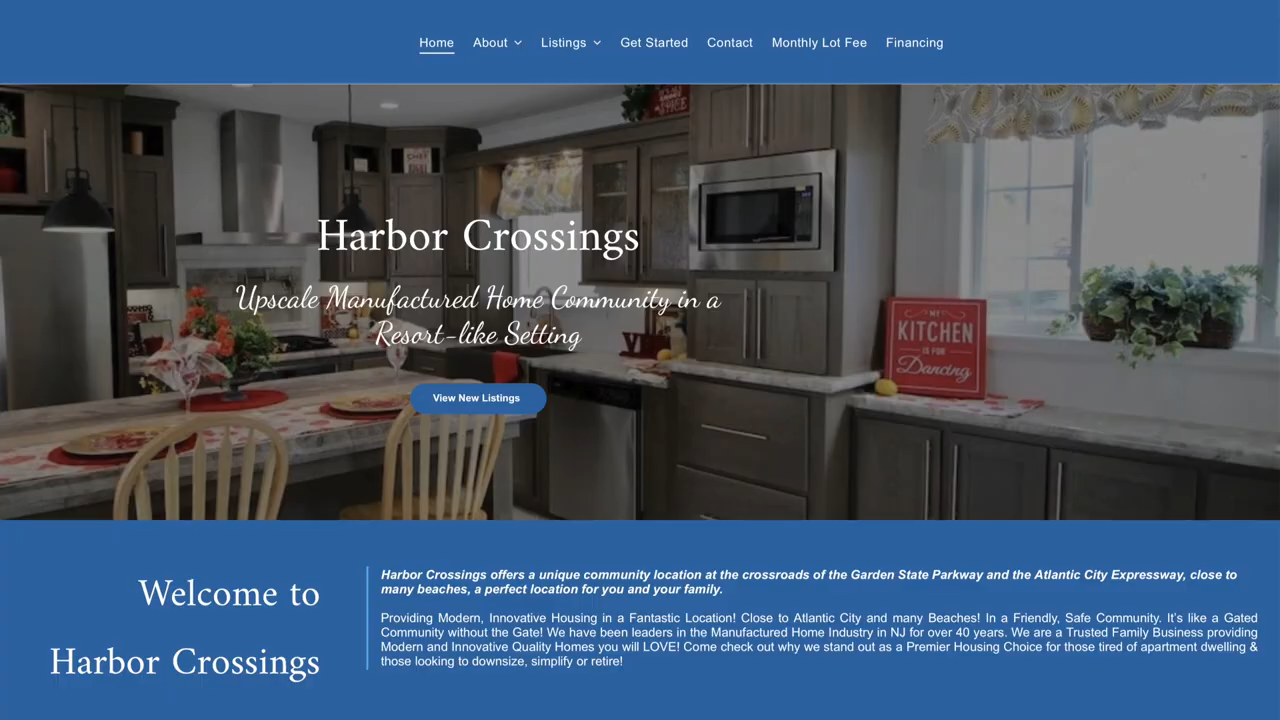 Home About Listings Get Started Contact Monthly Lot Fee Financing
Harbor Crossings
Upscale Manufactured Home Community in a
Resort-like Setting
View New Listings
MY
KITCHEN
IS FOR
Dancing
Welcome to
Harbor Crossings
Harbor Crossings offers a unique community location at the crossroads of the Garden State Parkway and the Atlantic City Expressway, close to
many beaches, a perfect location for you and your family.
Providing Modern, Innovative Housing in a Fantastic Location! Close to Atlantic City and many Beaches! In a Friendly, Safe Community. It's like a Gated
Community without the Gate! We have been leaders in the Manufactured Home Industry in NJ for over 40 years. We are a Trusted Family Business providing
Modern and Innovative Quality Homes you will LOVE! Come check out why we stand out as a Premier Housing Choice for those tired of apartment dwelling &
those looking to downsize, simplify or retire!